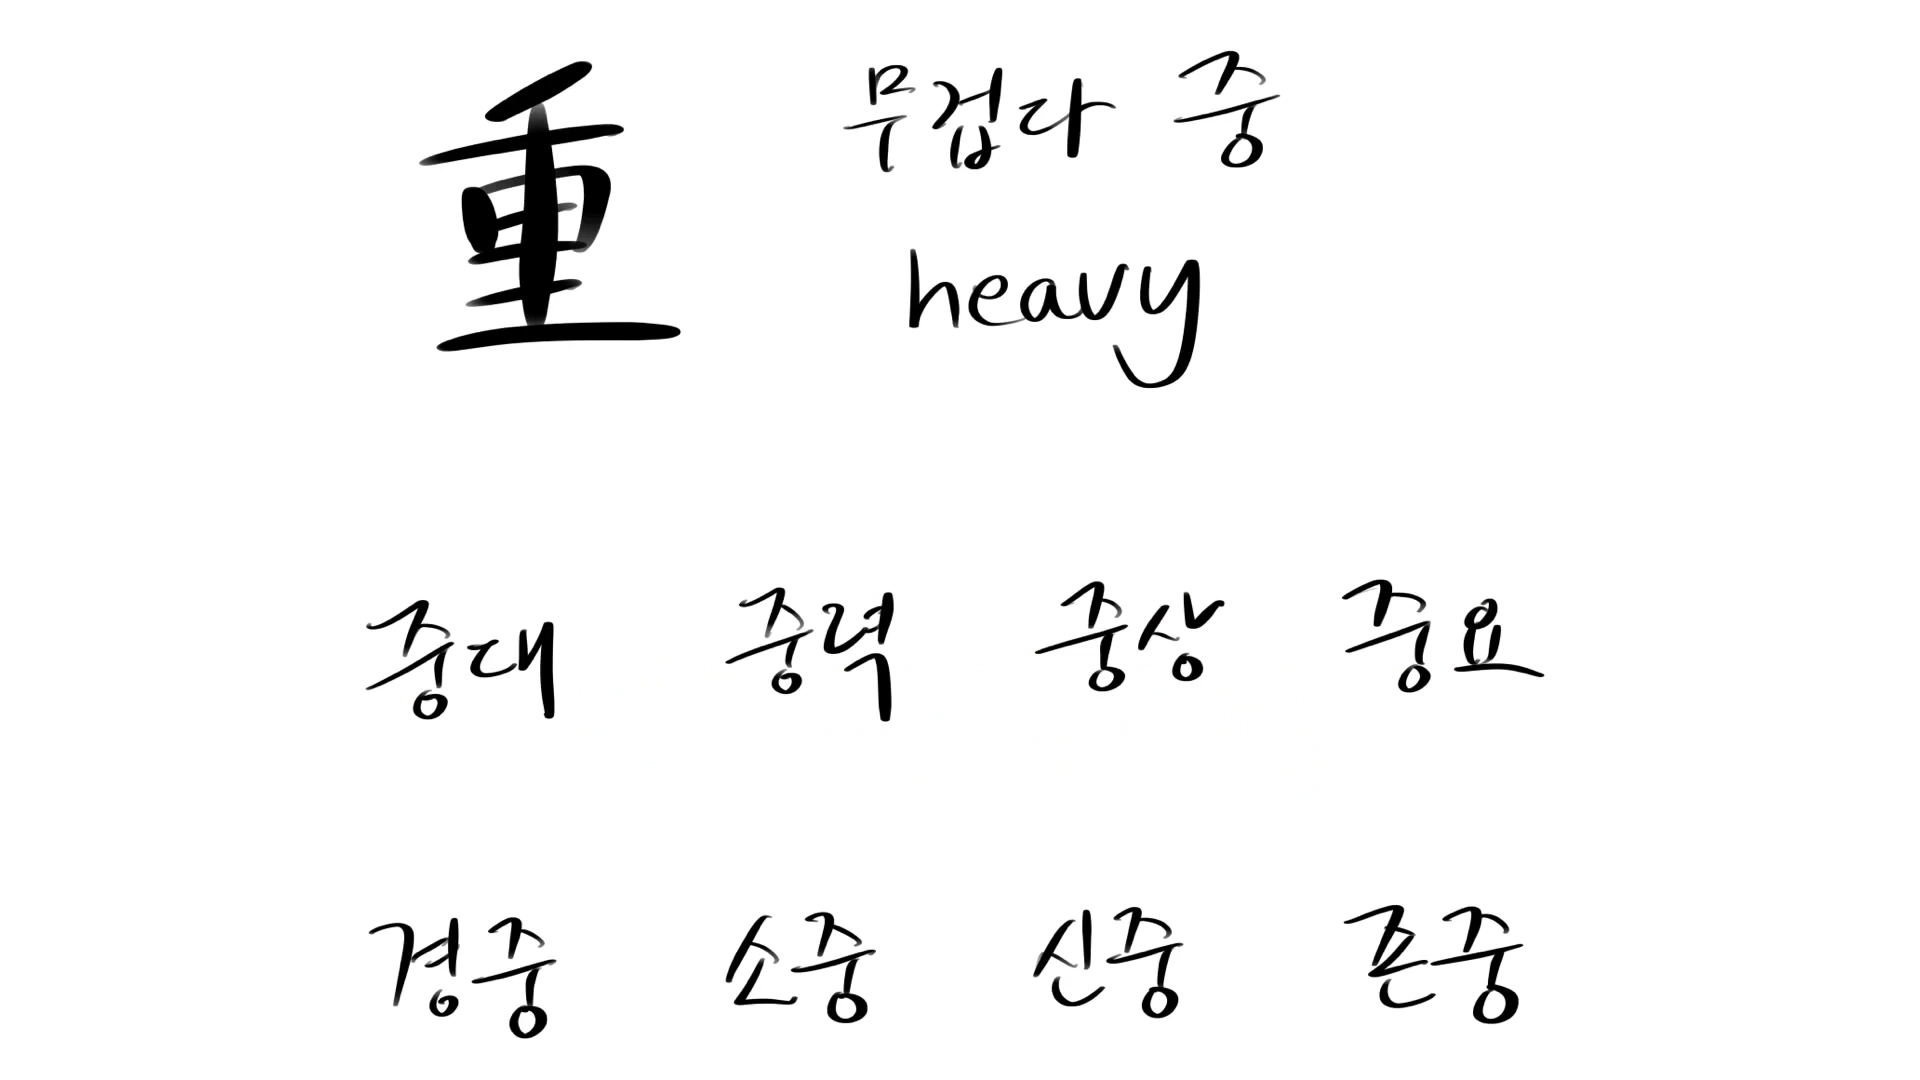 重 무겁다 중
heavy
중대 중력 중상 중요
경중 소중 신중 존중